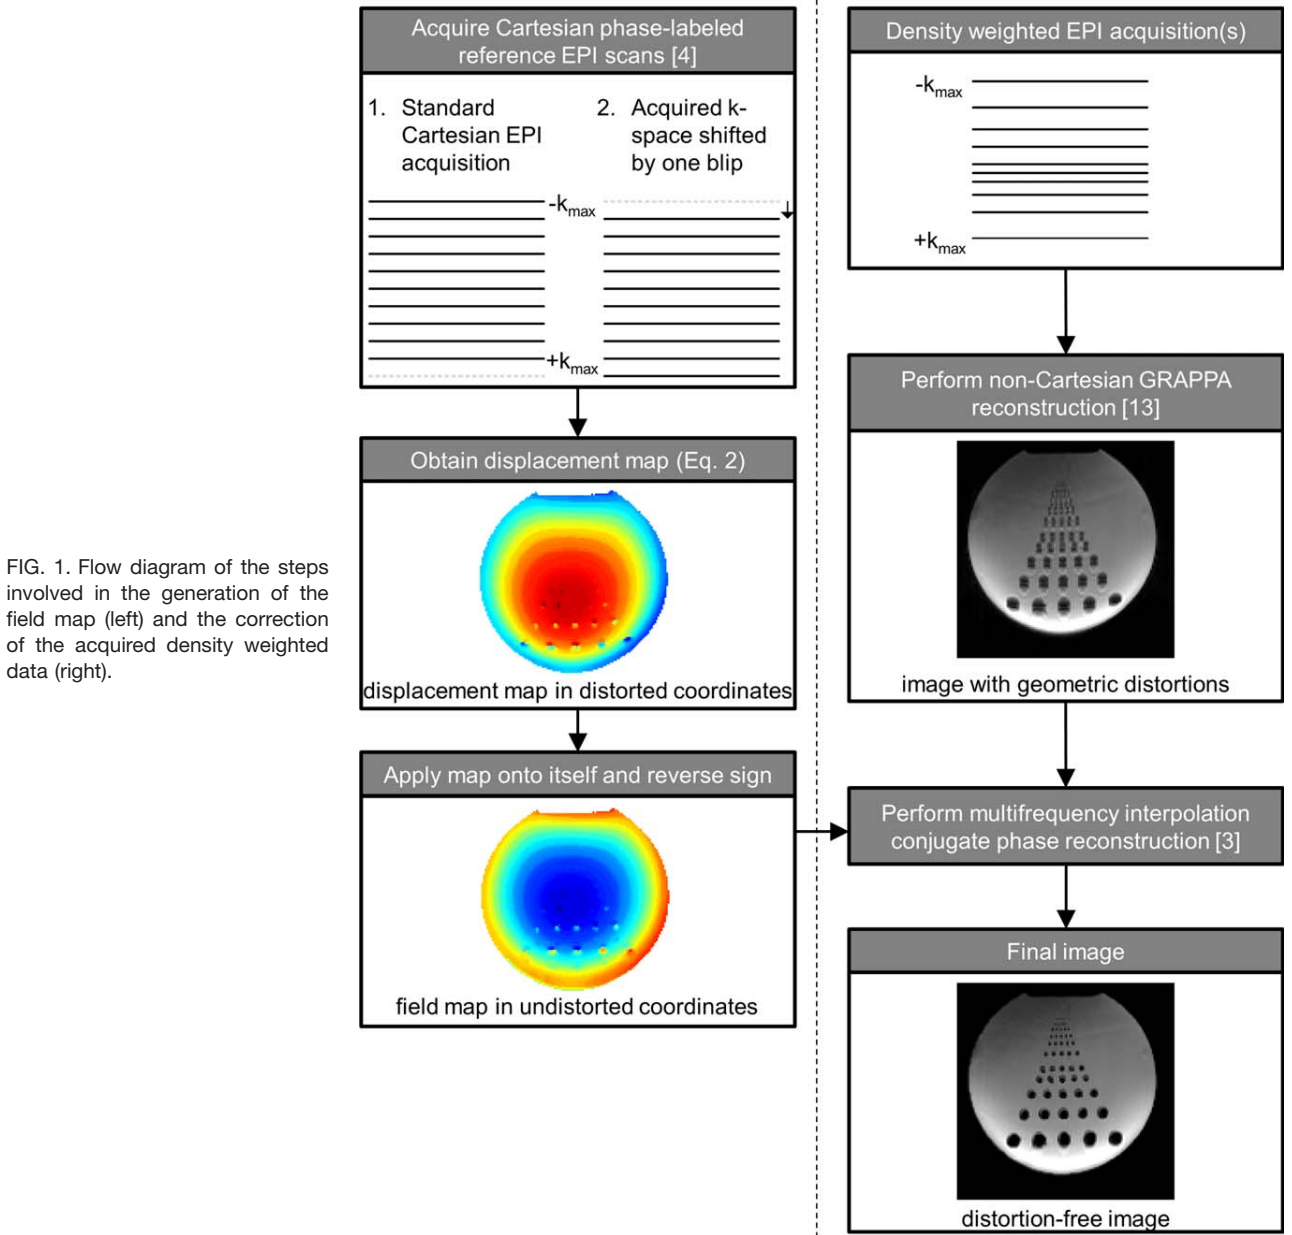 FIG. 1. Flow diagram of the steps
involved in the generation of the
field map (left) and the correction
of the acquired density weighted
data (right).
Acquire Cartesian phase-labeled
reference EPI scans [4]
1. Standard
Cartesian EPI
acquisition
2. Acquired k-
space shifted
by one blip
-kmax
+kmax
Obtain displacement map (Eq. 2)
displacement map in distorted coordinates
Apply map onto itself and reverse sign
field map in undistorted coordinates
Density weighted EPI acquisition(s)
-kmax
+kmax
Perform non-Cartesian GRAPPA
reconstruction [13]
image with geometric distortions
Perform multifrequency interpolation
conjugate phase reconstruction [3]
Final image
distortion-free image